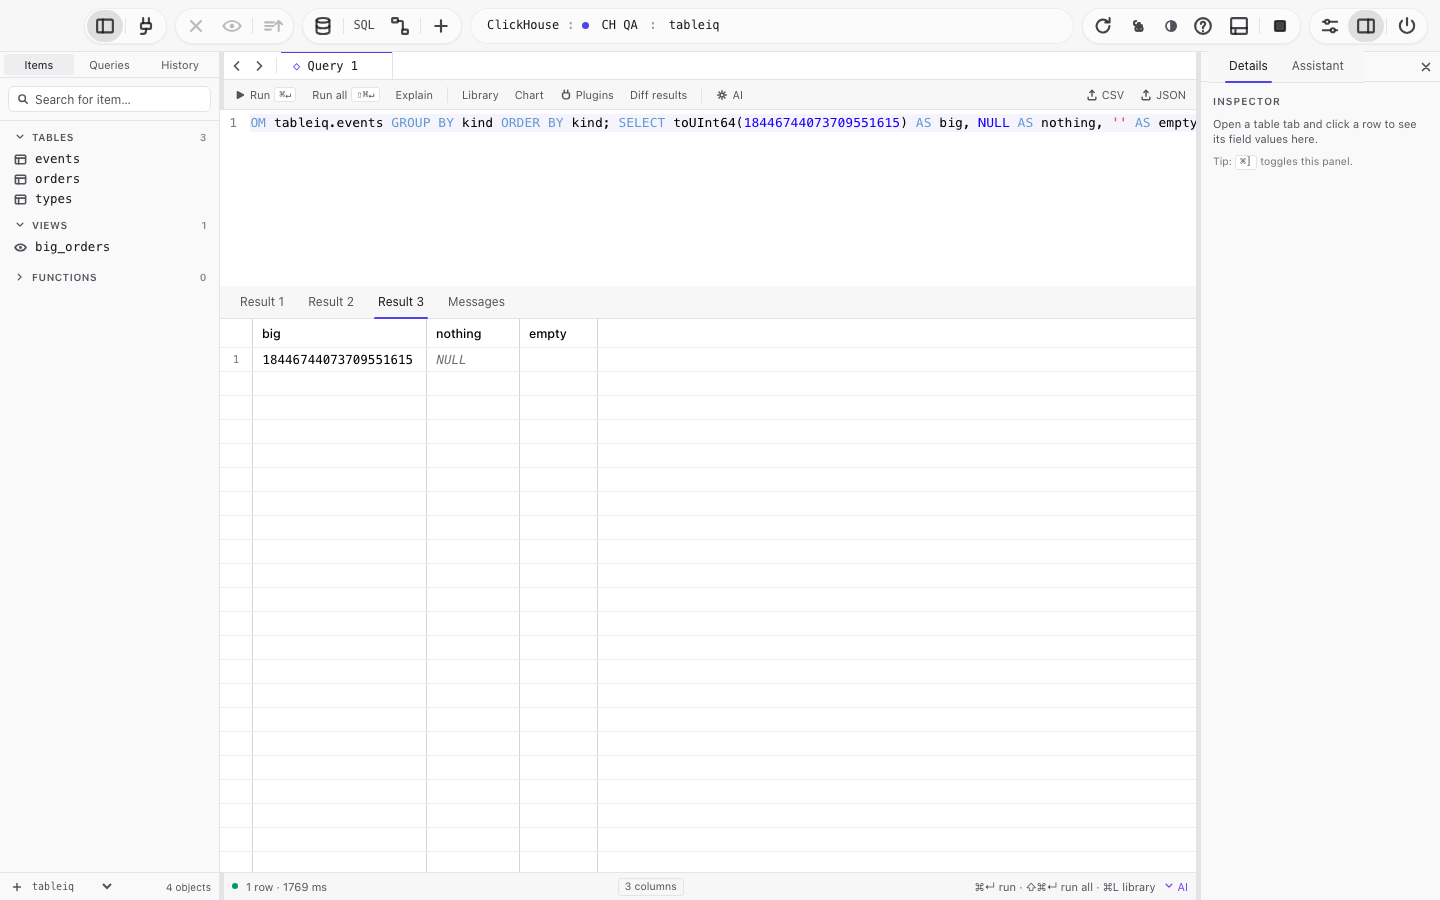 SQL
ClickHouse : CH QA : tableiq
Items Queries History
Search for item...
TABLES 3
events
orders
types
VIEWS 1
big_orders
FUNCTIONS 0
tableiq 4 objects
Query 1
Run ⌘↵ Run all ⇧⌘↵ Explain Library Chart Plugins Diff results AI CSV JSON
1 OM tableiq.events GROUP BY kind ORDER BY kind; SELECT toUInt64(18446744073709551615) AS big, NULL AS nothing, '' AS empty
Result 1 Result 2 Result 3 Messages
big nothing empty
1 18446744073709551615 NULL
1 row · 1769 ms 3 columns ⌘↵ run · ⇧⌘↵ run all · ⌘L library AI
Details Assistant
INSPECTOR
Open a table tab and click a row to see
its field values here.
Tip: ⌘] toggles this panel.